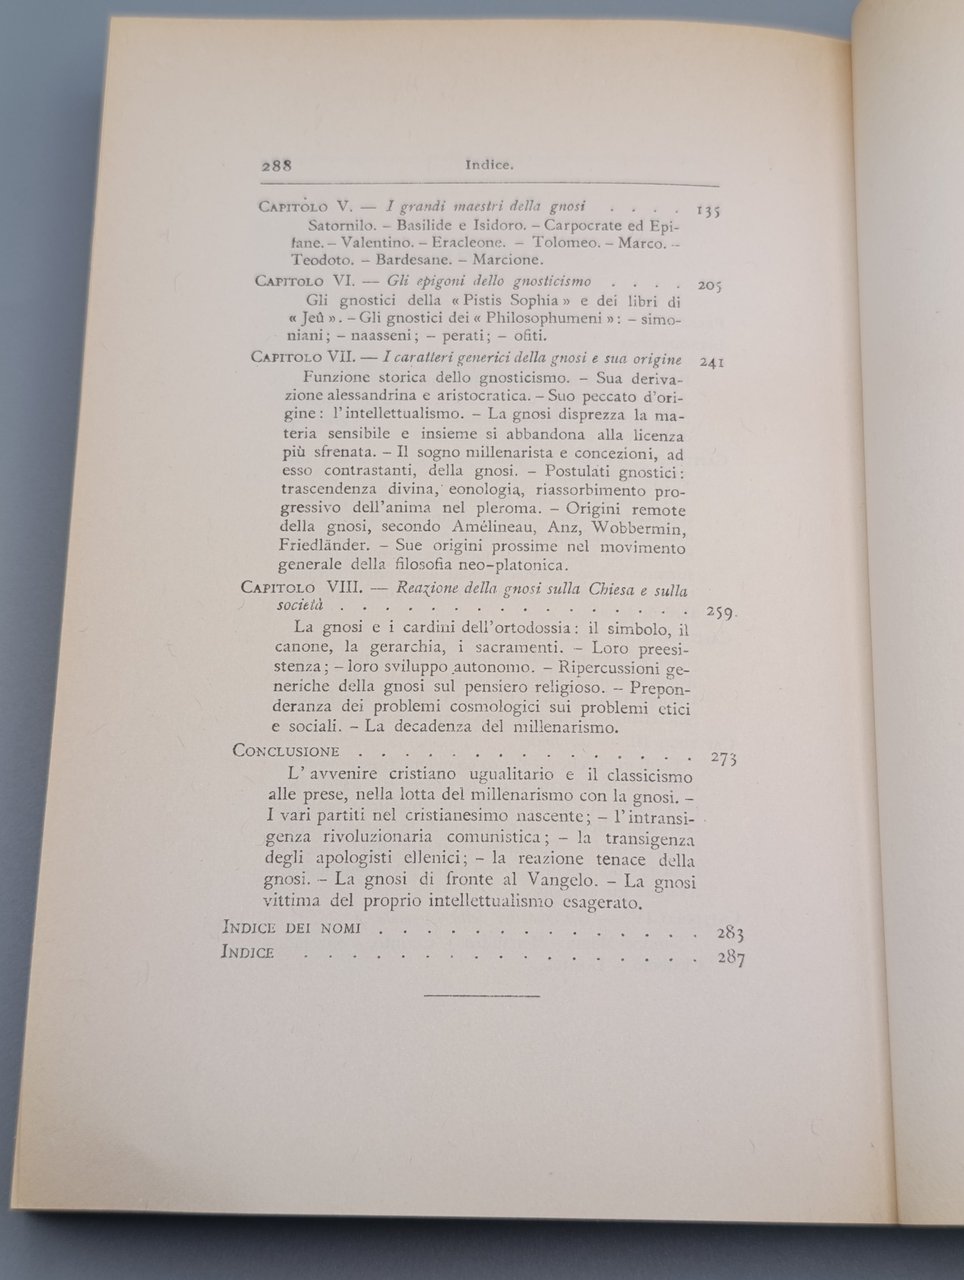 288 Indice.
CAPITOLO V. — I grandi maestri della gnosi . . . . 135
Satornilo. – Basilide e Isidoro. – Carpocrate ed Epi-
fane. – Valentino. – Eracleone. – Tolomeo. – Marco. –
Teodoto. – Bardesane. – Marcione.
CAPITOLO VI. — Gli epigoni dello gnosticismo . . . . 205
Gli gnostici della « Pistis Sophia » e dei libri di
« Jeû ». – Gli gnostici dei « Philosophumeni » : – simo-
niani ; – naasseni ; – perati ; – ofiti.
CAPITOLO VII. — I caratteri generici della gnosi e sua origine 241
Funzione storica dello gnosticismo. – Sua deriva-
zione alessandrina e aristocratica. – Suo peccato d'ori-
gine : l'intellettualismo. – La gnosi disprezza la ma-
teria sensibile e insieme si abbandona alla licenza
più sfrenata. – Il sogno millenarista e concezioni, ad
esso contrastanti, della gnosi. – Postulati gnostici :
trascendenza divina, eonologia, riassorbimento pro-
gressivo dell'anima nel pleroma. – Origini remote
della gnosi, secondo Amélineau, Anz, Wobbermin,
Friedländer. – Sue origini prossime nel movimento
generale della filosofia neo-platonica.
CAPITOLO VIII. — Reazione della gnosi sulla Chiesa e sulla
società . . . . . . . . . . . . . . . . 259.
La gnosi e i cardini dell'ortodossia : il simbolo, il
canone, la gerarchia, i sacramenti. – Loro preesi-
stenza ; – loro sviluppo autonomo. – Ripercussioni ge-
neriche della gnosi sul pensiero religioso. – Prepon-
deranza dei problemi cosmologici sui problemi etici
e sociali. – La decadenza del millenarismo.
CONCLUSIONE . . . . . . . . . . . . . . . 273
L' avvenire cristiano ugualitario e il classicismo
alle prese, nella lotta del millenarismo con la gnosi. –
I vari partiti nel cristianesimo nascente ; – l'intransi-
genza rivoluzionaria comunistica ; – la transigenza
degli apologisti ellenici ; – la reazione tenace della
gnosi. – La gnosi di fronte al Vangelo. – La gnosi
vittima del proprio intellettualismo esagerato.
INDICE DEI NOMI . . . . . . . . . . . . . . 283
INDICE . . . . . . . . . . . . . . . . . 287